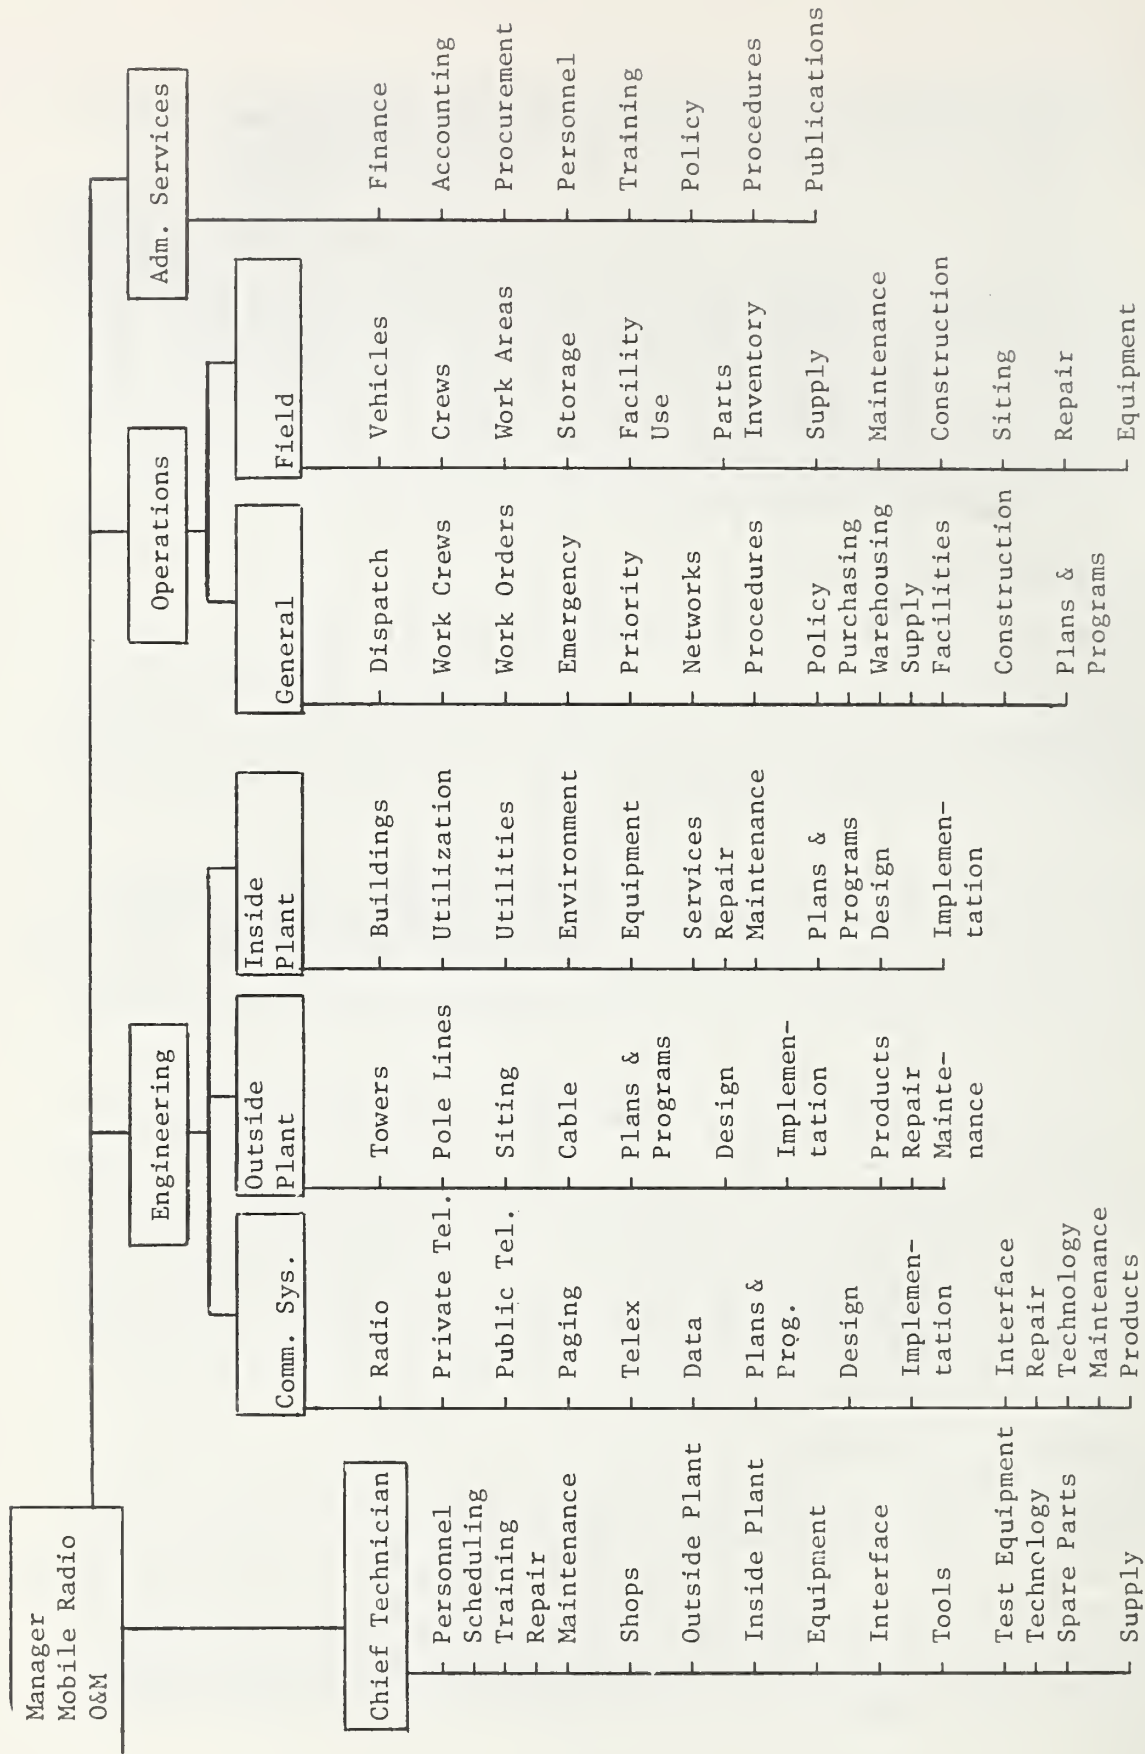 Manager
Mobile Radio
O&M
Chief Technician
Personnel
Scheduling
Training
Repair
Maintenance
Shops
Outside Plant
Inside Plant
Equipment
Interface
Tools
Test Equipment
Technology
Spare Parts
Supply
Engineering
Comm. Sys.
Radio
Private Tel.
Public Tel.
Paging
Telex
Data
Plans &
Prog.
Design
Implemen-
tation
Interface
Repair
Technology
Maintenance
Products
Outside
Plant
Towers
Pole Lines
Siting
Cable
Plans &
Programs
Design
Implemen-
tation
Products
Repair
Mainte-
nance
Inside
Plant
Buildings
Utilization
Utilities
Environment
Equipment
Services
Repair
Maintenance
Plans &
Programs
Design
Implemen-
tation
Operations
General
Dispatch
Work Crews
Work Orders
Emergency
Priority
Networks
Procedures
Policy
Purchasing
Warehousing
Supply
Facilities
Construction
Plans &
Programs
Field
Vehicles
Crews
Work Areas
Storage
Facility
Use
Parts
Inventory
Supply
Maintenance
Construction
Siting
Repair
Equipment
Adm. Services
Finance
Accounting
Procurement
Personnel
Training
Policy
Procedures
Publications